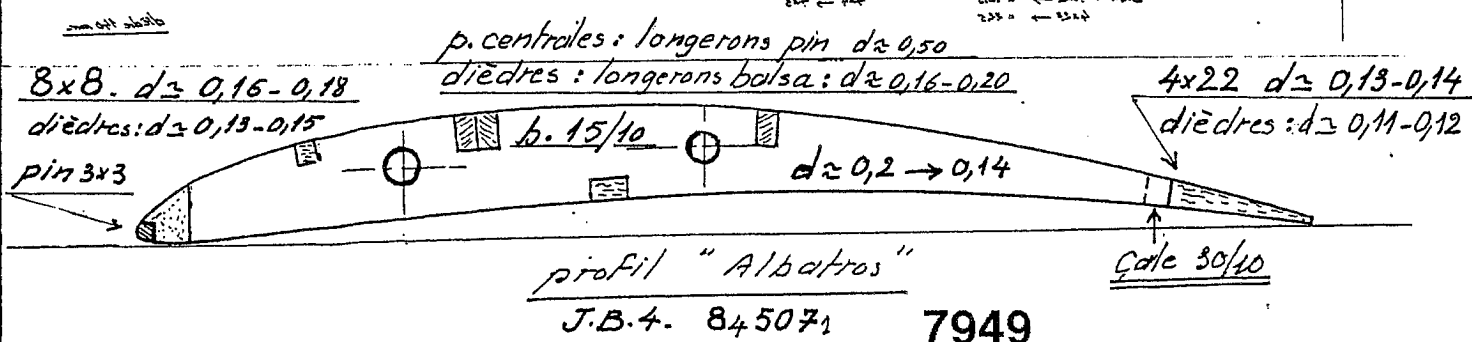 p. centrales: longerons pin d≃0,50
dièdres: longerons balsa: d≃0,16-0,20
8x8. d≃0,16-0,18
dièdres: d≃0,13-0,15
pin 3x3
b. 15/10
d≃0,2 → 0,14
4x22 d≃0,13-0,14
dièdres: d≃0,11-0,12
Çale 30/10
profil "Albatros"
J.B.4. 845071
7949